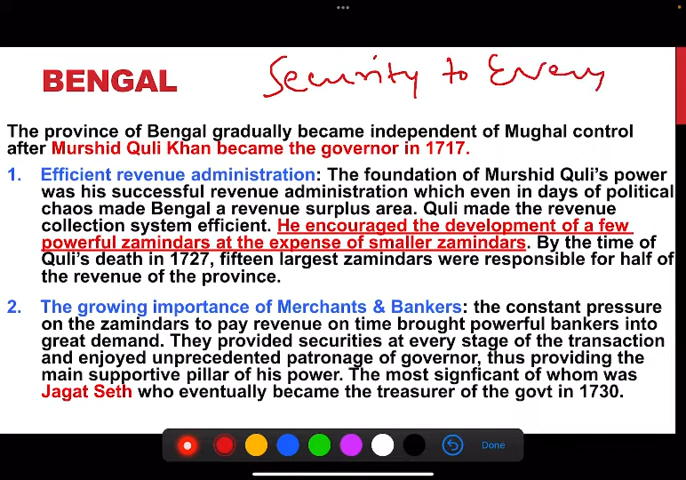 BENGAL Security to Every
The province of Bengal gradually became independent of Mughal control
after Murshid Quli Khan became the governor in 1717.
1. Efficient revenue administration: The foundation of Murshid Quli's power
was his successful revenue administration which even in days of political
chaos made Bengal a revenue surplus area. Quli made the revenue
collection system efficient. He encouraged the development of a few
powerful zamindars at the expense of smaller zamindars. By the time of
Quli's death in 1727, fifteen largest zamindars were responsible for half of
the revenue of the province.
2. The growing importance of Merchants & Bankers: the constant pressure
on the zamindars to pay revenue on time brought powerful bankers into
great demand. They provided securities at every stage of the transaction
and enjoyed unprecedented patronage of governor, thus providing the
main supportive pillar of his power. The most signficant of whom was
Jagat Seth who eventually became the treasurer of the govt in 1730.
Done